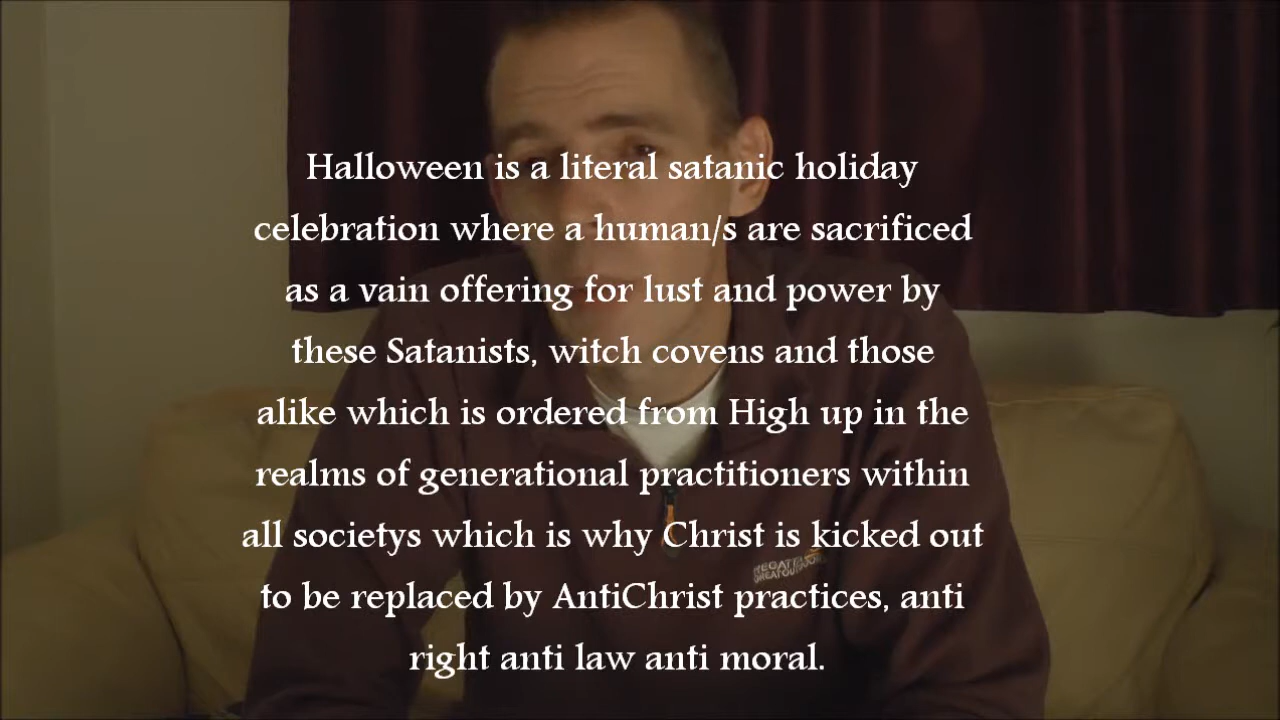 Halloween is a literal satanic holiday
celebration where a human/s are sacrificed
as a vain offering for lust and power by
these Satanists, witch covens and those
alike which is ordered from High up in the
realms of generational practitioners within
all societys which is why Christ is kicked out
to be replaced by AntiChrist practices, anti
right anti law anti moral.
REGATTA
GREAT OUTDOORS